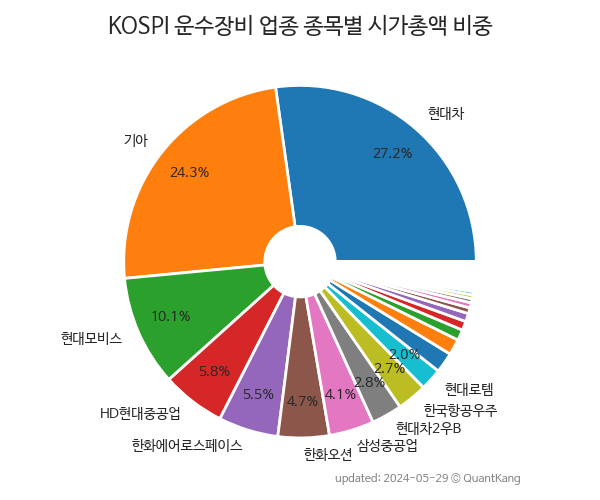 KOSPI 운수장비 업종 종목별 시가총액 비중
현대차
27.2%
기아
24.3%
현대모비스
10.1%
HD현대중공업
5.8%
한화에어로스페이스
5.5%
한화오션
4.7%
삼성중공업
4.1%
현대차2우B
2.8%
한국항공우주
2.7%
현대로템
2.0%
updated: 2024-05-29 © QuantKang